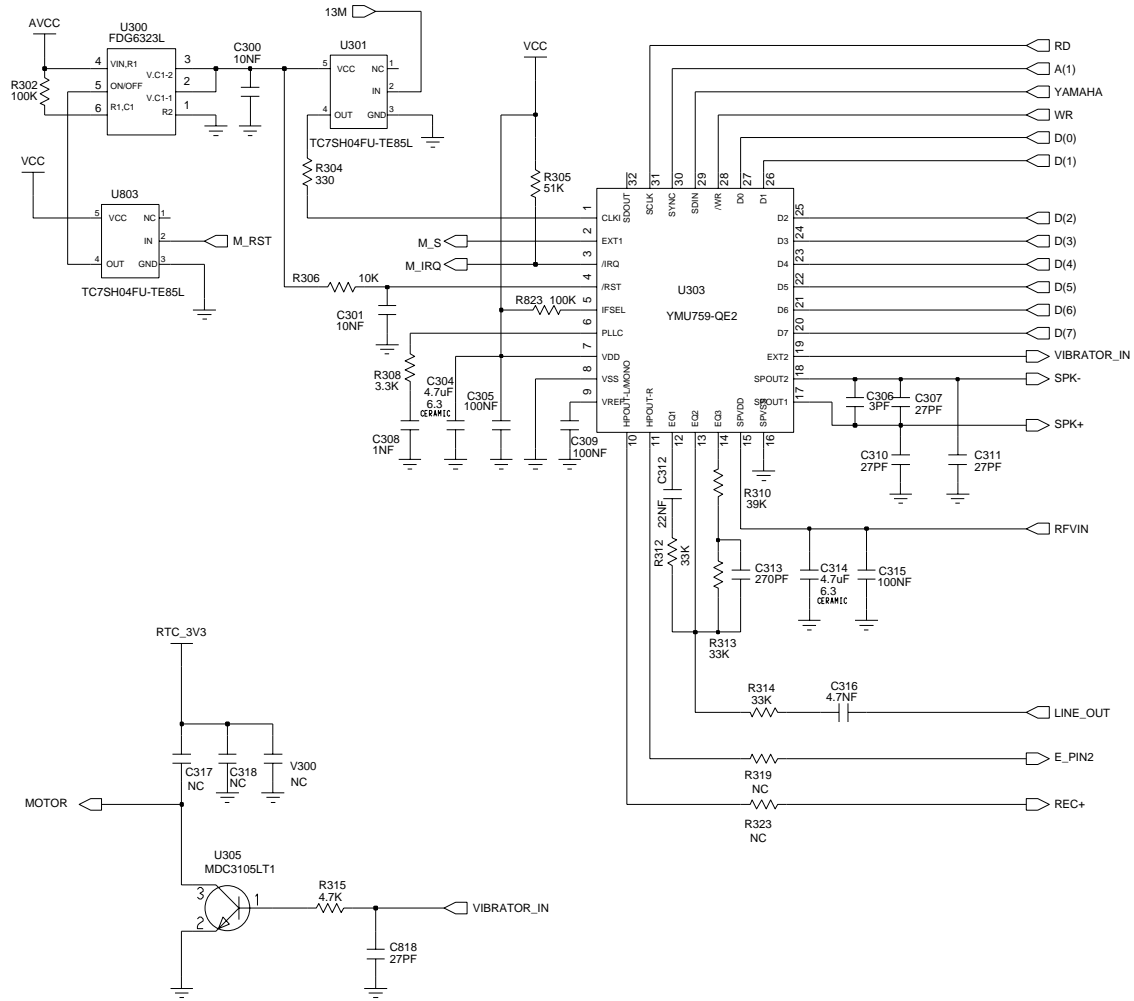 13M
AVCC
U300
FDG6323L
4 VIN,R1
V.C1-2 3
5 ON/OFF
V.C1-1 2
6 R1,C1
R2 1
R302
100K
C300
10NF
U301
5 VCC
NC 1
IN 2
4 OUT
GND 3
TC7SH04FU-TE85L
R304
330
VCC
U803
5 VCC
NC 1
IN 2
M_RST
4 OUT
GND 3
TC7SH04FU-TE85L
VCC
R305
51K
RD
A(1)
YAMAHA
WR
D(0)
D(1)
D(2)
D(3)
D(4)
D(5)
D(6)
D(7)
VIBRATOR_IN
SPK-
SPK+
32 31 30 29 28 27 26
SDOUT SCLK SYNC SDIN /WR D0 D1
1 CLKI
2 EXT1
3 /IRQ
4 /RST
5 IFSEL
6 PLLC
7 VDD
8 VSS
9 VREF
D2 25
D3 24
D4 23
D5 22
D6 21
D7 20
EXT2 19
SPOUT2 18
SPOUT1 17
U303
YMU759-QE2
HPOUT-L/MONO HPOUT-R EQ1 EQ2 EQ3 SPVDD SPVSS
10 11 12 13 14 15 16
M_S
M_IRQ
R306 10K
C301
10NF
R823 100K
R308
3.3K
C304
4.7uF
6.3
CERAMIC
C305
100NF
C308
1NF
C309
100NF
C306
3PF
C307
27PF
C310
27PF
C311
27PF
C312
22NF
R312
33K
R310
39K
C313
270PF
R313
33K
RFVIN
C314
4.7uF
6.3
CERAMIC
C315
100NF
R314
33K
C316
4.7NF
LINE_OUT
R319
NC
E_PIN2
R323
NC
REC+
RTC_3V3
C317
NC
C318
NC
V300
NC
MOTOR
U305
MDC3105LT1
3
2
1
R315
4.7K
VIBRATOR_IN
C818
27PF